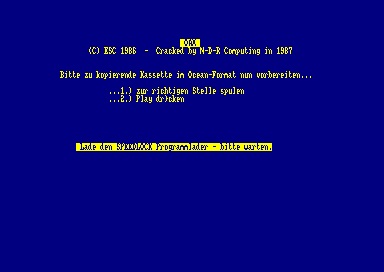 ODX
(C) ESC 1986 - Cracked by N-D-R Computing in 1987
Bitte zu kopierende Kassette im Ocean-Format nun vorbereiten...
...1.) zur richtigen Stelle spulen
...2.) Play dr}cken
Lade den SPEEDLOCK Programmlader - bitte warten.